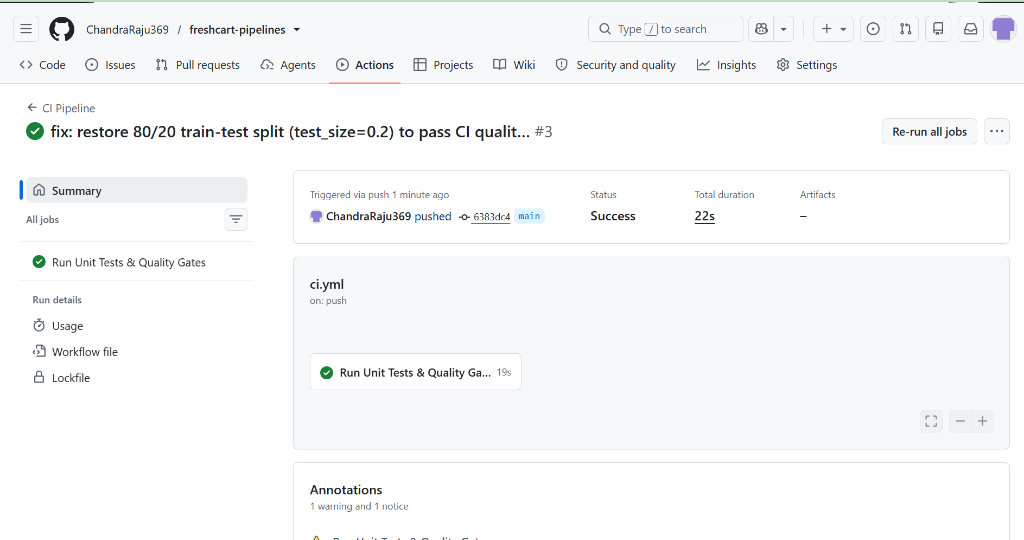 ChandraRaju369 / freshcart-pipelines
Type / to search
Code Issues Pull requests Agents Actions Projects Wiki Security and quality Insights Settings
CI Pipeline
fix: restore 80/20 train-test split (test_size=0.2) to pass CI qualit... #3
Re-run all jobs
Summary
All jobs
Run Unit Tests & Quality Gates
Run details
Usage
Workflow file
Lockfile
Triggered via push 1 minute ago
ChandraRaju369 pushed 6383dc4 main
Status
Success
Total duration
22s
Artifacts
–
ci.yml
on: push
Run Unit Tests & Quality Ga... 19s
Annotations
1 warning and 1 notice